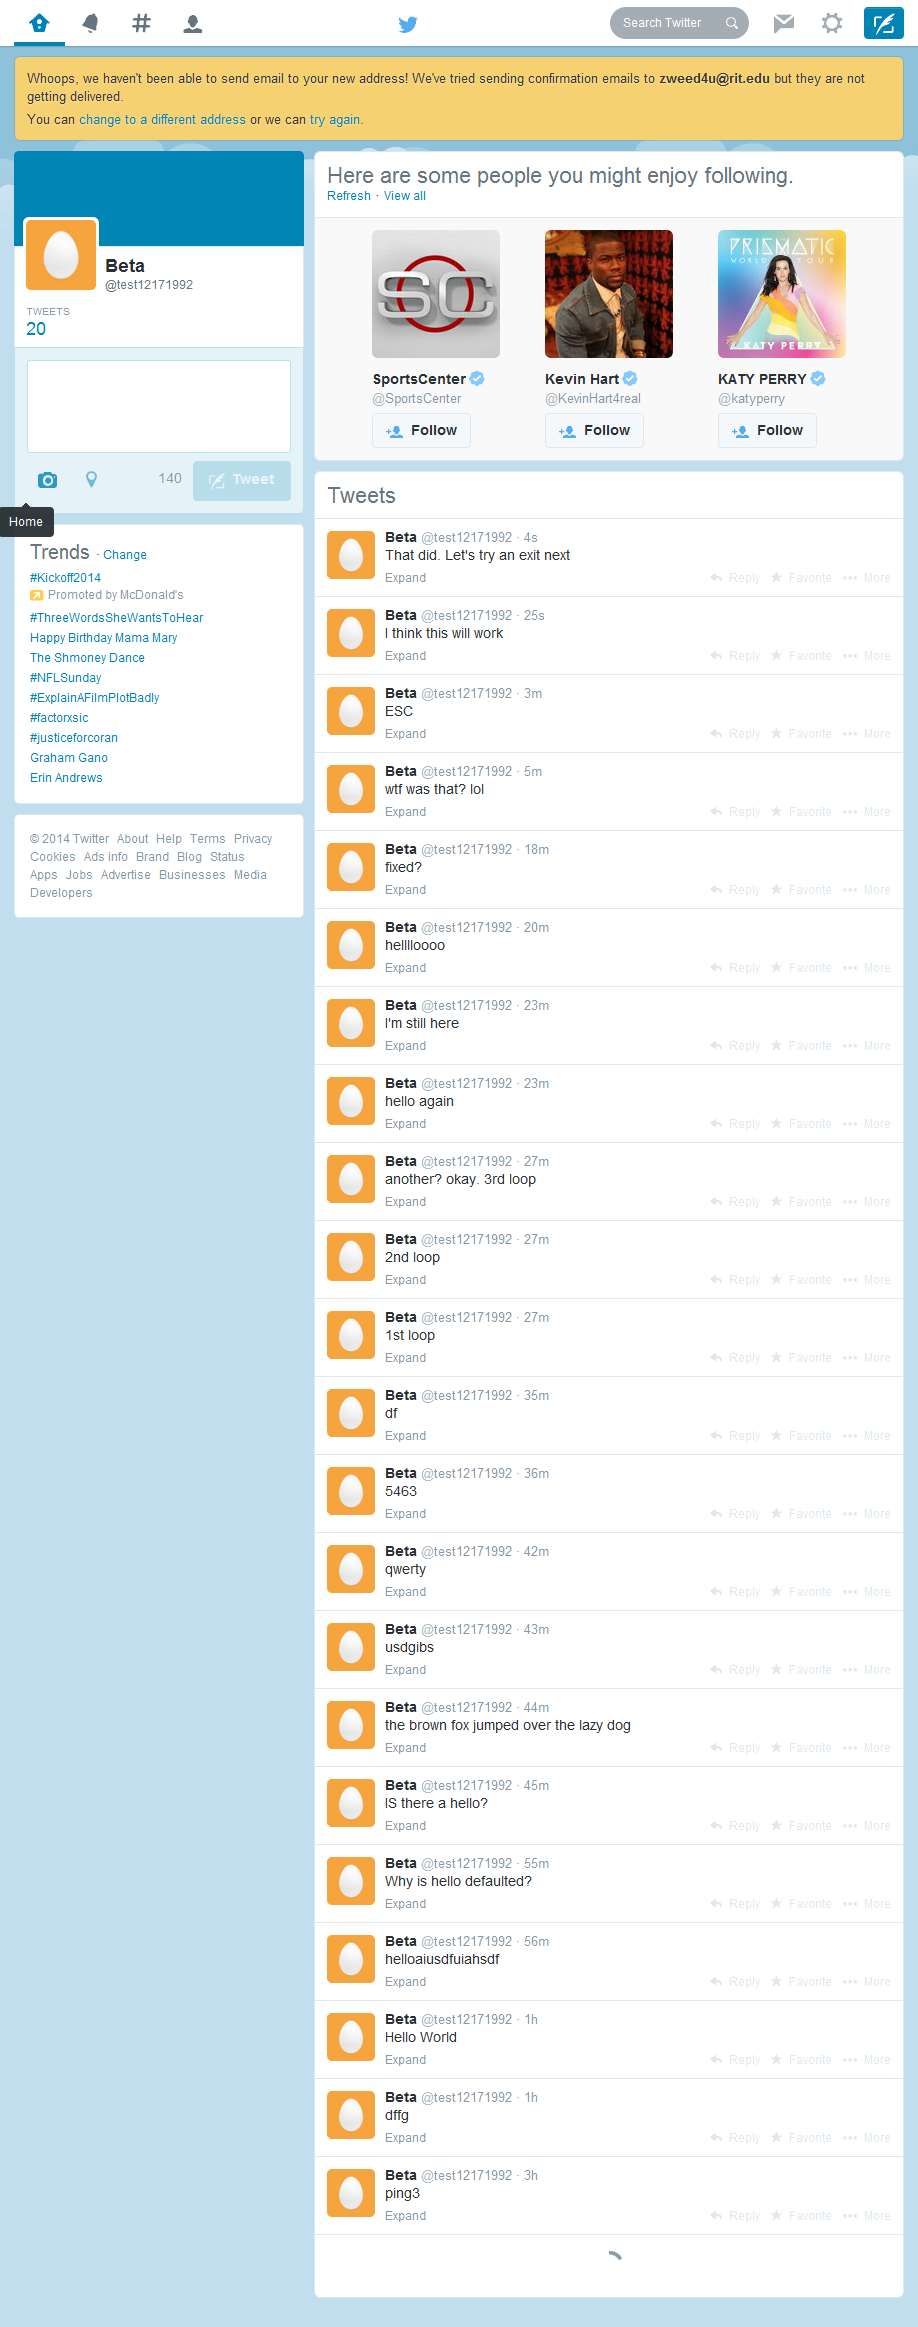 Search Twitter
Whoops, we haven't been able to send email to your new address! We've tried sending confirmation emails to zweed4u@rit.edu but they are not
getting delivered.
You can change to a different address or we can try again.
Beta
@test12171992
TWEETS
20
140 Tweet
Home
Trends · Change
#Kickoff2014
Promoted by McDonald's
#ThreeWordsSheWantsToHear
Happy Birthday Mama Mary
The Shmoney Dance
#NFLSunday
#ExplainAFilmPlotBadly
#factorxsic
#justiceforcoran
Graham Gano
Erin Andrews
© 2014 Twitter About Help Terms Privacy
Cookies Ads info Brand Blog Status
Apps Jobs Advertise Businesses Media
Developers
Here are some people you might enjoy following.
Refresh · View all
SC
SportsCenter
@SportsCenter
Follow
Kevin Hart
@KevinHart4real
Follow
PRISMATIC
WORLD TOUR
KATY PERRY
KATY PERRY
@katyperry
Follow
Tweets
Beta @test12171992 · 4s
That did. Let's try an exit next
Expand Reply Favorite More
Beta @test12171992 · 25s
I think this will work
Expand Reply Favorite More
Beta @test12171992 · 3m
ESC
Expand Reply Favorite More
Beta @test12171992 · 5m
wtf was that? lol
Expand Reply Favorite More
Beta @test12171992 · 18m
fixed?
Expand Reply Favorite More
Beta @test12171992 · 20m
helllloooo
Expand Reply Favorite More
Beta @test12171992 · 23m
I'm still here
Expand Reply Favorite More
Beta @test12171992 · 23m
hello again
Expand Reply Favorite More
Beta @test12171992 · 27m
another? okay. 3rd loop
Expand Reply Favorite More
Beta @test12171992 · 27m
2nd loop
Expand Reply Favorite More
Beta @test12171992 · 27m
1st loop
Expand Reply Favorite More
Beta @test12171992 · 35m
df
Expand Reply Favorite More
Beta @test12171992 · 36m
5463
Expand Reply Favorite More
Beta @test12171992 · 42m
qwerty
Expand Reply Favorite More
Beta @test12171992 · 43m
usdgibs
Expand Reply Favorite More
Beta @test12171992 · 44m
the brown fox jumped over the lazy dog
Expand Reply Favorite More
Beta @test12171992 · 45m
IS there a hello?
Expand Reply Favorite More
Beta @test12171992 · 55m
Why is hello defaulted?
Expand Reply Favorite More
Beta @test12171992 · 56m
helloaiusdfuiahsdf
Expand Reply Favorite More
Beta @test12171992 · 1h
Hello World
Expand Reply Favorite More
Beta @test12171992 · 1h
dffg
Expand Reply Favorite More
Beta @test12171992 · 3h
ping3
Expand Reply Favorite More